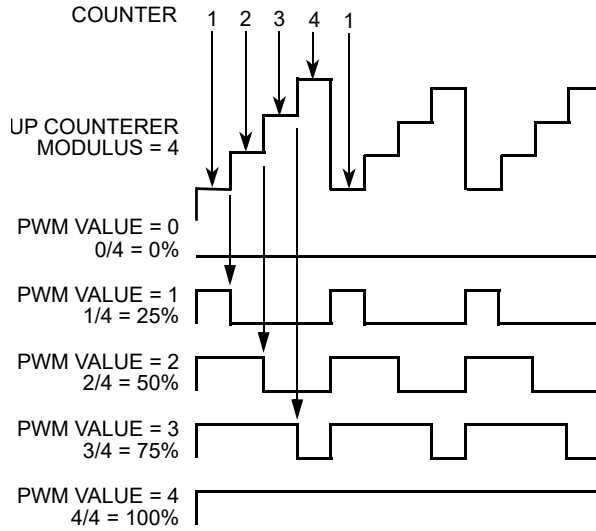 COUNTER 1 2 3 4 1
UP COUNTERER
MODULUS = 4
PWM VALUE = 0
0/4 = 0%
PWM VALUE = 1
1/4 = 25%
PWM VALUE = 2
2/4 = 50%
PWM VALUE = 3
3/4 = 75%
PWM VALUE = 4
4/4 = 100%